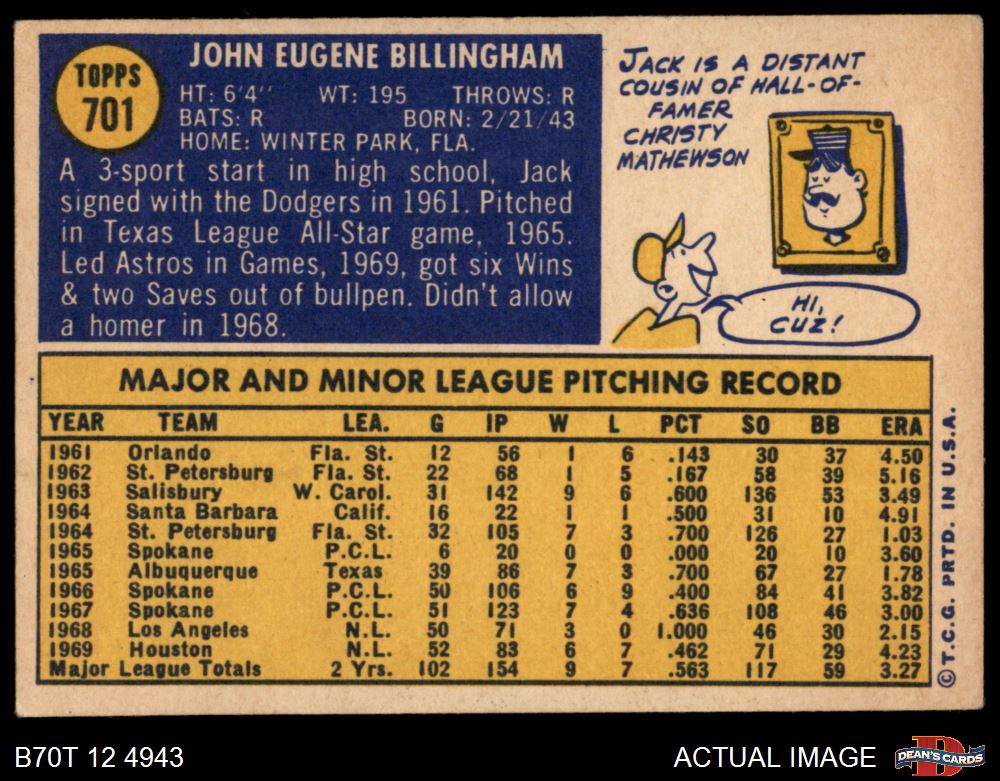 TOPPS
701
JOHN EUGENE BILLINGHAM
HT: 6'4'' WT: 195 THROWS: R
BATS: R BORN: 2/21/43
HOME: WINTER PARK, FLA.
A 3-sport start in high school, Jack
signed with the Dodgers in 1961. Pitched
in Texas League All-Star game, 1965.
Led Astros in Games, 1969, got six Wins
& two Saves out of bullpen. Didn't allow
a homer in 1968.
JACK IS A DISTANT
COUSIN OF HALL-OF-
FAMER
CHRISTY
MATHEWSON
HI,
CUZ!
MAJOR AND MINOR LEAGUE PITCHING RECORD
YEAR TEAM LEA. G IP W L PCT SO BB ERA
1961 Orlando Fla. St. 12 56 1 6 .143 30 37 4.50
1962 St. Petersburg Fla. St. 22 68 1 5 .167 58 39 5.16
1963 Salisbury W. Carol. 31 142 9 6 .600 136 53 3.49
1964 Santa Barbara Calif. 16 22 1 1 .500 31 10 4.91
1964 St. Petersburg Fla. St. 32 105 7 3 .700 126 27 1.03
1965 Spokane P.C.L. 6 20 0 0 .000 20 10 3.60
1965 Albuquerque Texas 39 86 7 3 .700 67 27 1.78
1966 Spokane P.C.L. 50 106 6 9 .400 84 41 3.82
1967 Spokane P.C.L. 51 123 7 4 .636 108 46 3.00
1968 Los Angeles N.L. 50 71 3 0 1.000 46 30 2.15
1969 Houston N.L. 52 83 6 7 .462 71 29 4.23
Major League Totals 2 Yrs. 102 154 9 7 .563 117 59 3.27
©T.C.G. PRTD. IN U.S.A.
B70T 12 4943
ACTUAL IMAGE
DEAN'S CARDS